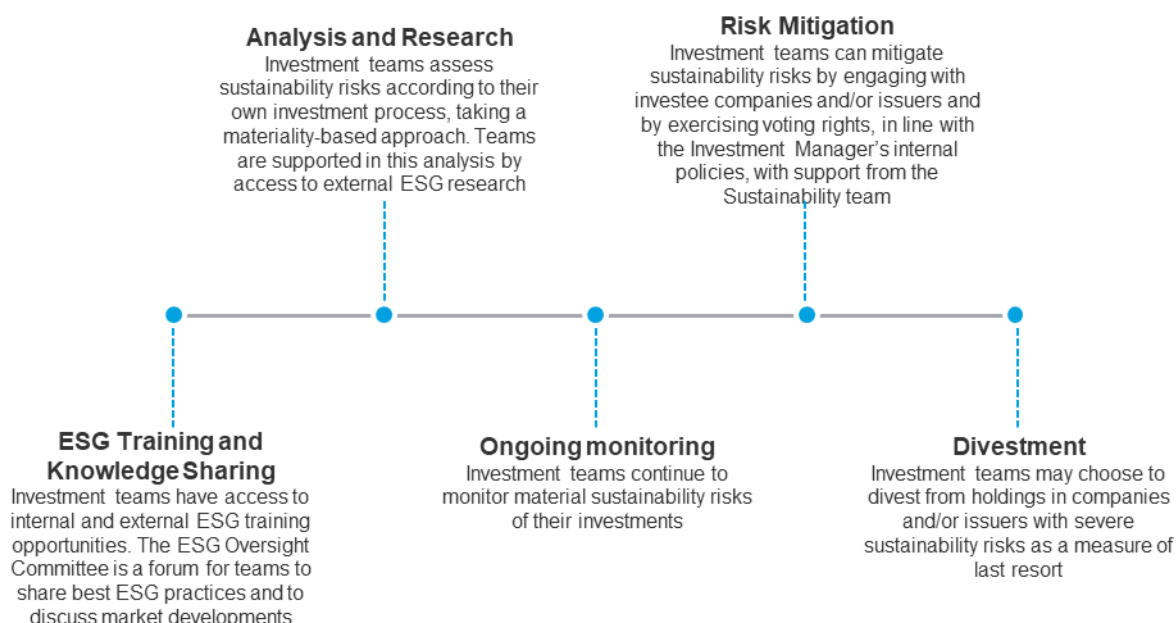 Analysis and Research
Investment teams assess
sustainability risks according to their
own investment process, taking a
materiality-based approach. Teams
are supported in this analysis by
access to external ESG research
Risk Mitigation
Investment teams can mitigate
sustainability risks by engaging with
investee companies and/or issuers and
by exercising voting rights, in line with
the Investment Manager's internal
policies, with support from the
Sustainability team
ESG Training and
Knowledge Sharing
Investment teams have access to
internal and external ESG training
opportunities. The ESG Oversight
Committee is a forum for teams to
share best ESG practices and to
discuss market developments
Ongoing monitoring
Investment teams continue to
monitor material sustainability risks
of their investments
Divestment
Investment teams may choose to
divest from holdings in companies
and/or issuers with severe
sustainability risks as a measure of
last resort